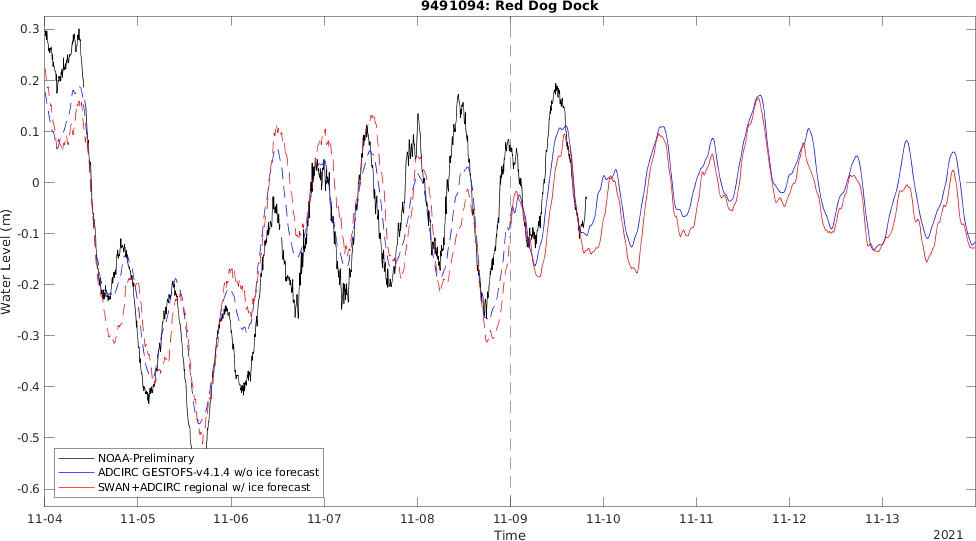 9491094: Red Dog Dock
0.3
0.2
0.1
0
-0.1
-0.2
-0.3
-0.4
-0.5
-0.6
Water Level (m)
NOAA-Preliminary
ADCIRC GESTOFS-v4.1.4 w/o ice forecast
SWAN+ADCIRC regional w/ ice forecast
11-04 11-05 11-06 11-07 11-08 11-09 11-10 11-11 11-12 11-13
Time
2021